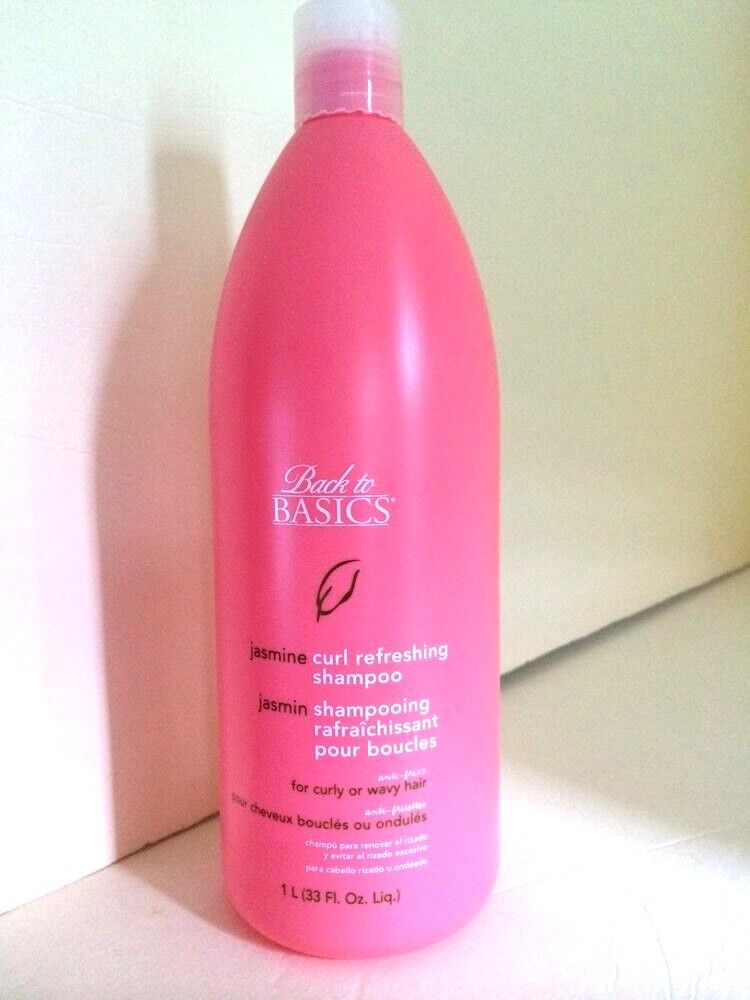 Back to
BASICS®
jasmine curl refreshing
shampoo
jasmin shampooing
rafraîchissant
pour boucles
anti-frizz
for curly or wavy hair
anti-frisettes
pour cheveux bouclés ou ondulés
champú para renovar el rizado
y evitar el rizado excesivo
para cabello rizado u ondeado
1 L (33 Fl. Oz. Liq.)